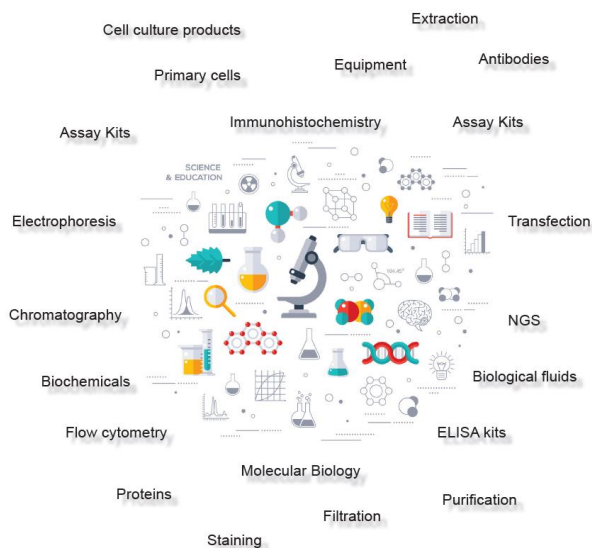 Extraction
Cell culture products
Antibodies
Equipment
Primary cells
Immunohistochemistry
Assay Kits
Assay Kits
SCIENCE
& EDUCATION
Electrophoresis
Transfection
Chromatography
NGS
Biochemicals
Biological fluids
Flow cytometry
ELISA kits
Molecular Biology
Proteins
Purification
Filtration
Staining